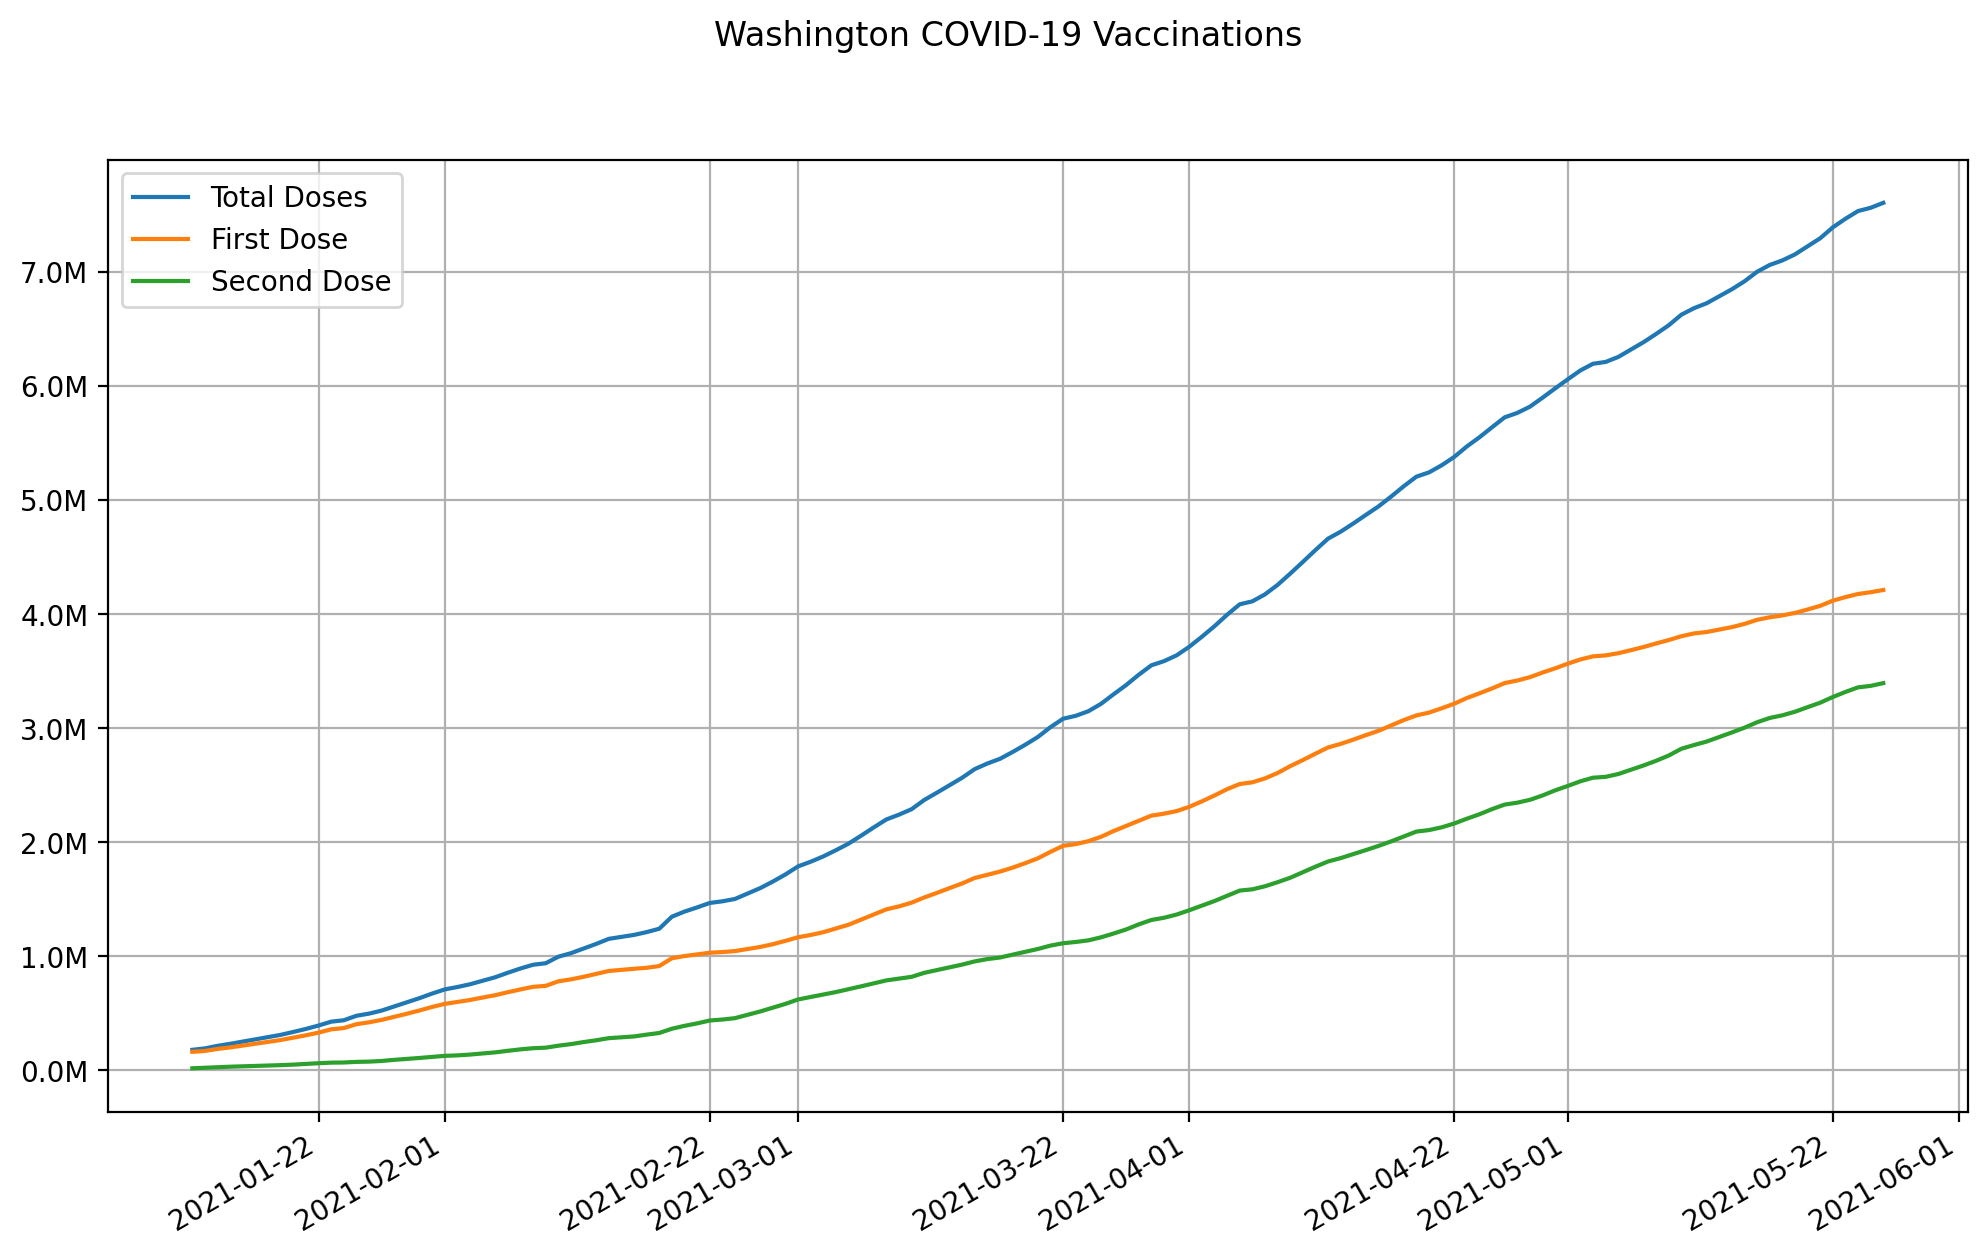 Washington COVID-19 Vaccinations
Total Doses
First Dose
Second Dose
7.0M
6.0M
5.0M
4.0M
3.0M
2.0M
1.0M
0.0M
2021-01-22
2021-02-01
2021-02-22
2021-03-01
2021-03-22
2021-04-01
2021-04-22
2021-05-01
2021-05-22
2021-06-01